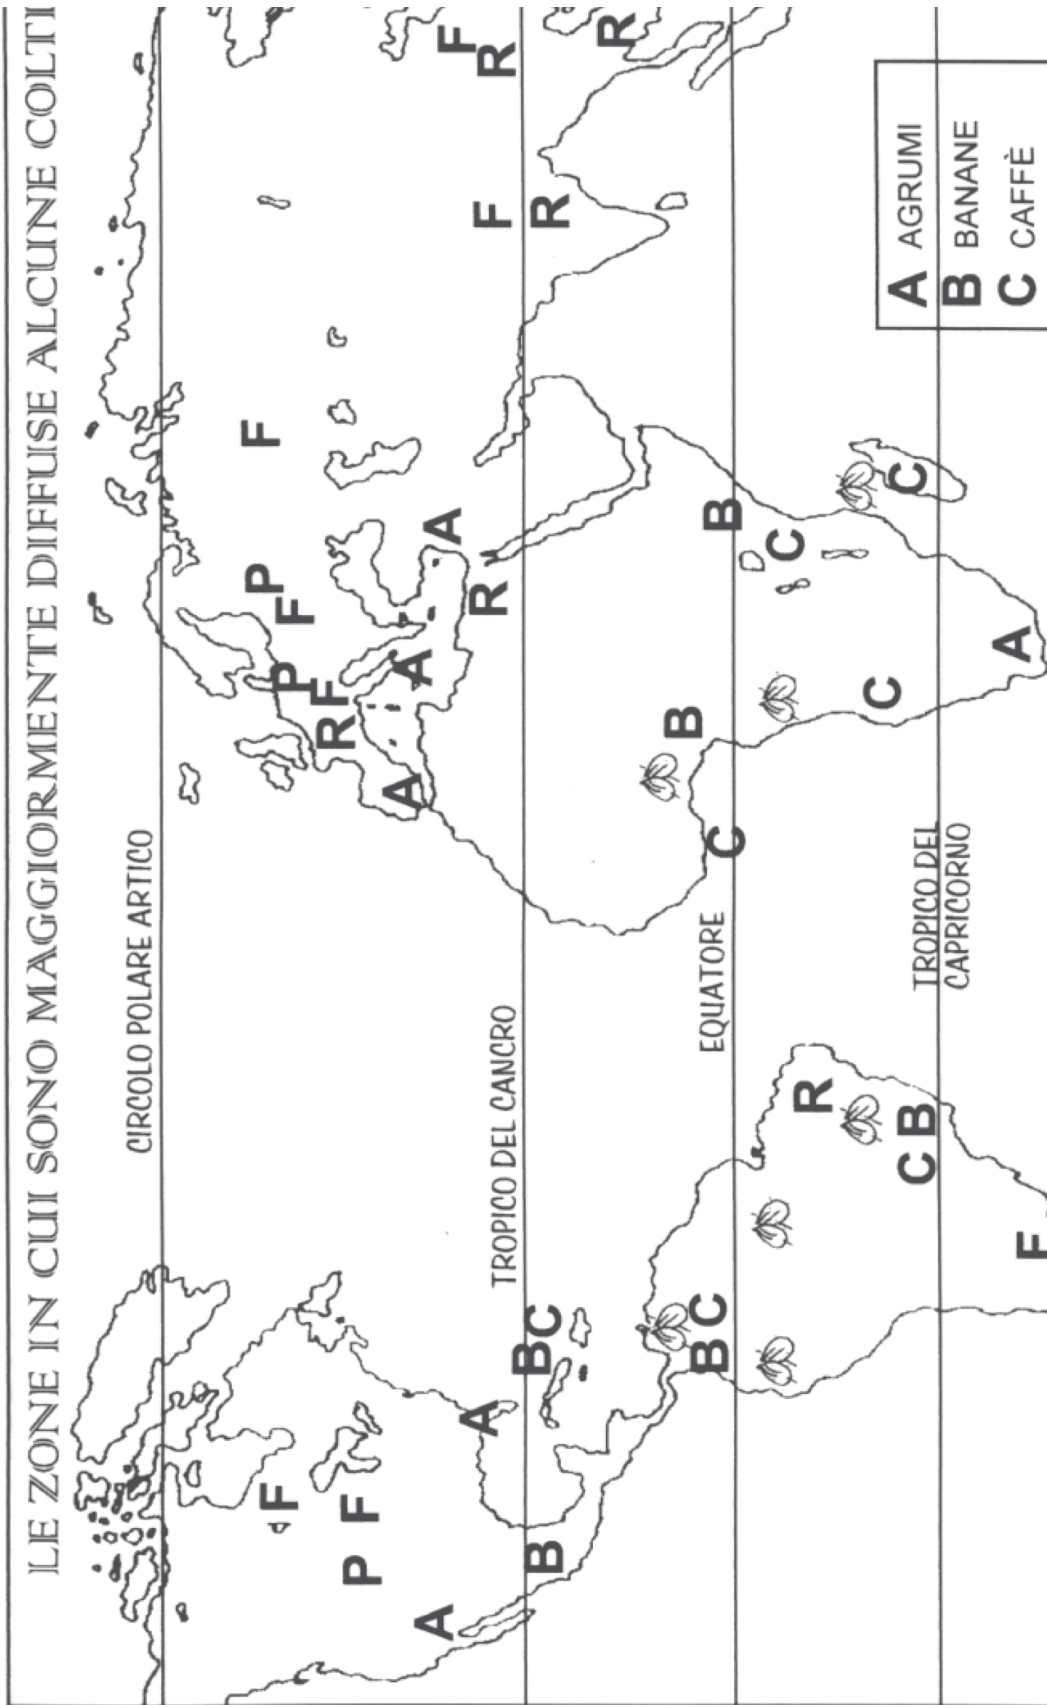 LE ZONE IN CUI SONO MAGGIORMENTE DIFFUSE ALCUNE COLTI
CIRCOLO POLARE ARTICO
F P F
P F
R F
P F
A A
A A F
A R F R
TROPICO DEL CANCRO
B BC R
R
B
B C B
EQUATORE
C
C
R
C C
C B
TROPICO DEL
CAPRICORNO
A
F
A AGRUMI
B BANANE
C CAFFÈ